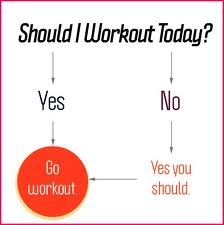 Should I Workout Today?
Yes No
Go Yes you
workout. should.